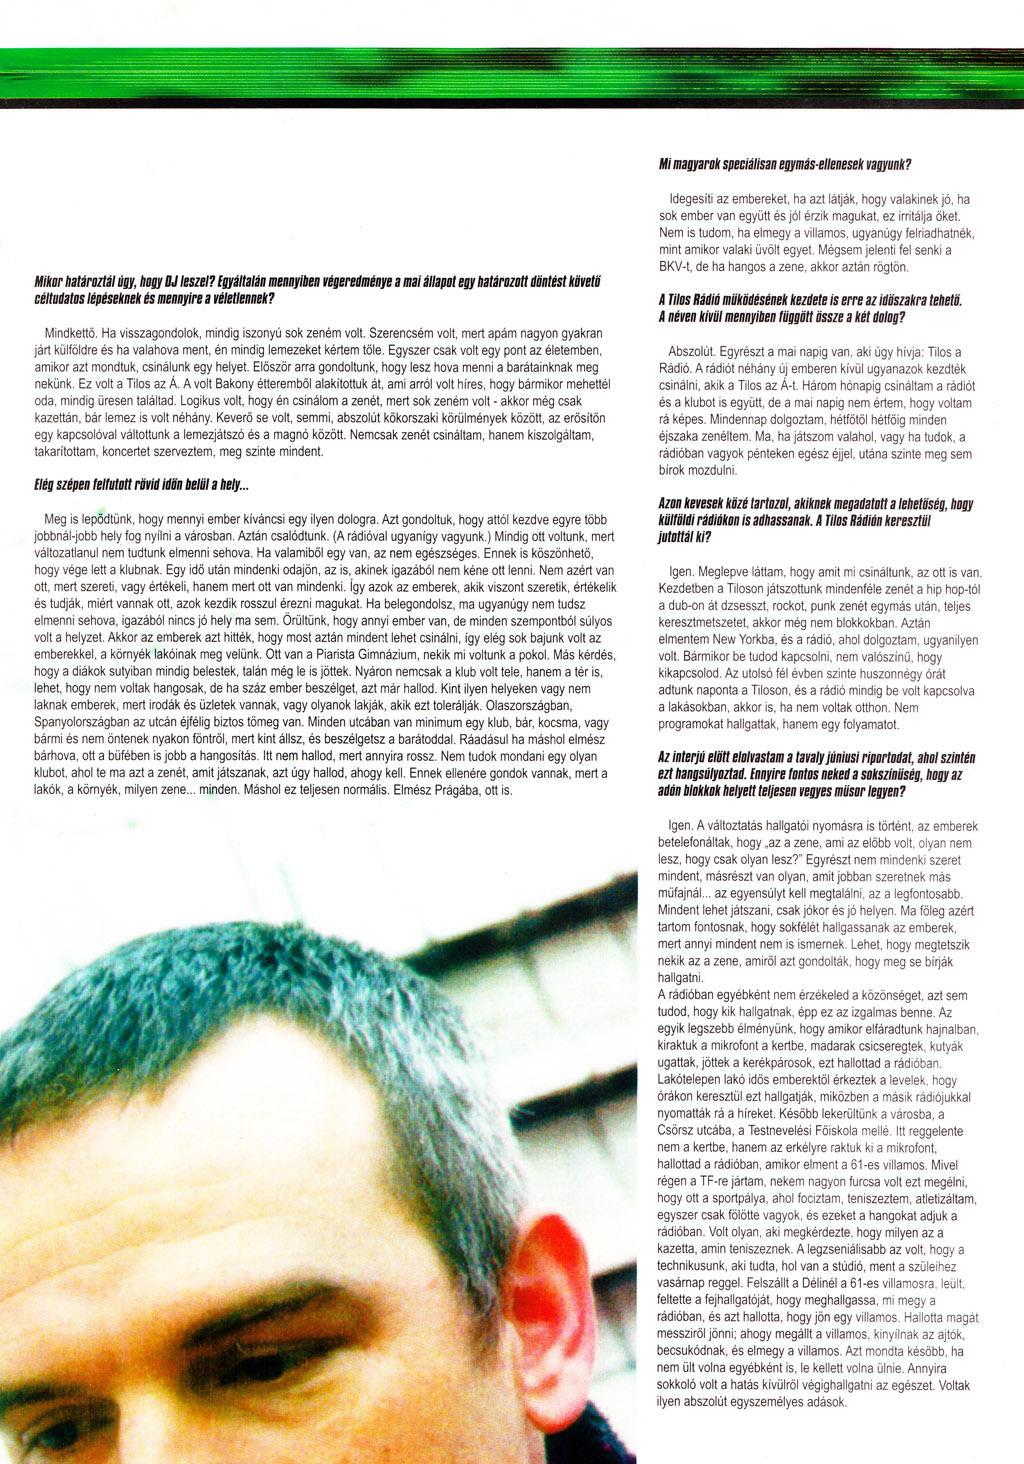 Mikor határoztál úgy, hogy DJ leszel? Egyáltalán mennyiben végeredménye a mai állapot egy határozott döntést követő
céltudatos lépéseknek és mennyire a véletlennek?
Mindkettő. Ha visszagondolok, mindig iszonyú sok zeném volt. Szerencsém volt, mert apám nagyon gyakran
járt külföldre és ha valahova ment, én mindig lemezeket kértem tőle. Egyszer csak volt egy pont az életemben,
amikor azt mondtuk, csinálunk egy helyet. Először arra gondoltunk, hogy lesz hova menni a barátainknak meg
nekünk. Ez volt a Tilos az Á. A volt Bakony étteremből alakítottuk át, ami arról volt híres, hogy bármikor mehettél
oda, mindig üresen találtad. Logikus volt, hogy én csinálom a zenét, mert sok zeném volt - akkor még csak
kazettán, bár lemez is volt néhány. Keverő se volt, semmi, abszolút kőkorszaki körülmények között, az erősítőn
egy kapcsolóval váltottunk a lemezjátszó és a magnó között. Nemcsak zenét csináltam, hanem kiszolgáltam,
takarítottam, koncertet szerveztem, meg szinte mindent.
Elég szépen felfutott rövid időn belül a hely...
Meg is lepődtünk, hogy mennyi ember kíváncsi egy ilyen dologra. Azt gondoltuk, hogy attól kezdve egyre több
jobbnál-jobb hely fog nyílni a városban. Aztán csalódtunk. (A rádióval ugyanígy vagyunk.) Mindig ott voltunk, mert
változatlanul nem tudtunk elmenni sehova. Ha valamiből egy van, az nem egészséges. Ennek is köszönhető,
hogy vége lett a klubnak. Egy idő után mindenki odajön, az is, akinek igazából nem kéne ott lenni. Nem azért van
ott, mert szereti, vagy értékeli, hanem mert ott van mindenki. Így azok az emberek, akik viszont szeretik, értékelik
és tudják, miért vannak ott, azok kezdik rosszul érezni magukat. Ha belegondolsz, ma ugyanúgy nem tudsz
elmenni sehova, igazából nincs jó hely ma sem. Örültünk, hogy annyi ember van, de minden szempontból súlyos
volt a helyzet. Akkor az emberek azt hitték, hogy most aztán mindent lehet csinálni, így elég sok bajunk volt az
emberekkel, a környék lakóinak meg velünk. Ott van a Piarista Gimnázium, nekik mi voltunk a pokol. Más kérdés,
hogy a diákok sutyiban mindig belestek, talán még le is jöttek. Nyáron nemcsak a klub volt tele, hanem a tér is,
lehet, hogy nem voltak hangosak, de ha száz ember beszélget, azt már hallod. Kint ilyen helyeken vagy nem
laknak emberek, mert irodák és üzletek vannak, vagy olyanok lakják, akik ezt tolerálják. Olaszországban,
Spanyolországban az utcán éjfélig biztos tömeg van. Minden utcában van minimum egy klub, bár, kocsma, vagy
bármi és nem öntenek nyakon föntről, mert kint állsz, és beszélgetsz a barátoddal. Ráadásul ha máshol elmész
bárhova, ott a büfében is jobb a hangosítás. Itt nem hallod, mert annyira rossz. Nem tudok mondani egy olyan
klubot, ahol te ma azt a zenét, amit játszanak, azt úgy hallod, ahogy kell. Ennek ellenére gondok vannak, mert a
lakók, a környék, milyen zene... minden. Máshol ez teljesen normális. Elmész Prágába, ott is.
Mi magyarok speciálisan egymás-ellenesek vagyunk?
Idegesíti az embereket, ha azt látják, hogy valakinek jó, ha
sok ember van együtt és jól érzik magukat, ez irritálja őket.
Nem is tudom, ha elmegy a villamos, ugyanúgy felriadhatnék,
mint amikor valaki üvölt egyet. Mégsem jelenti fel senki a
BKV-t, de ha hangos a zene, akkor aztán rögtön.
A Tilos Rádió működésének kezdete is erre az időszakra tehető.
A néven kívül mennyiben függött össze a két dolog?
Abszolút. Egyrészt a mai napig van, aki úgy hívja: Tilos a
Rádió. A rádiót néhány új emberen kívül ugyanazok kezdték
csinálni, akik a Tilos az Á-t. Három hónapig csináltam a rádiót
és a klubot is együtt, de a mai napig nem értem, hogy voltam
rá képes. Mindennap dolgoztam, hétfőtől hétfőig minden
éjszaka zenéltem. Ma, ha játszom valahol, vagy ha tudok, a
rádióban vagyok pénteken egész éjjel, utána szinte meg sem
bírok mozdulni.
Azon kevesek közé tartozol, akiknek megadatott a lehetőség, hogy
külföldi rádiókon is adhassanak. A Tilos Rádión keresztül
jutottál ki?
Igen. Meglepve láttam, hogy amit mi csináltunk, az ott is van.
Kezdetben a Tiloson játszottunk mindenféle zenét a hip hop-tól
a dub-on át dzsesszt, rockot, punk zenét egymás után, teljes
keresztmetszetet, akkor még nem blokkokban. Aztán
elmentem New Yorkba, és a rádió, ahol dolgoztam, ugyanilyen
volt. Bármikor be tudod kapcsolni, nem valószínű, hogy
kikapcsolod. Az utolsó fél évben szinte huszonnégy órát
adtunk naponta a Tiloson, és a rádió mindig be volt kapcsolva
a lakásokban, akkor is, ha nem voltak otthon. Nem
programokat hallgattak, hanem egy folyamatot.
Az interjú előtt elolvastam a tavaly júniusi riportodat, ahol szintén
ezt hangsúlyoztad. Ennyire fontos neked a sokszínűség, hogy az
adón blokkok helyett teljesen vegyes műsor legyen?
Igen. A változtatás hallgatói nyomásra is történt, az emberek
betelefonáltak, hogy „az a zene, ami az előbb volt, olyan nem
lesz, hogy csak olyan lesz?" Egyrészt nem mindenki szeret
mindent, másrészt van olyan, amit jobban szeretnek más
műfajnál... az egyensúlyt kell megtalálni, az a legfontosabb.
Mindent lehet játszani, csak jókor és jó helyen. Ma főleg azért
tartom fontosnak, hogy sokfélét hallgassanak az emberek,
mert annyi mindent nem is ismernek. Lehet, hogy megtetszik
nekik az a zene, amiről azt gondolták, hogy meg se bírják
hallgatni.
A rádióban egyébként nem érzékeled a közönséget, azt sem
tudod, hogy kik hallgatnak, épp ez az izgalmas benne. Az
egyik legszebb élményünk, hogy amikor elfáradtunk hajnalban,
kiraktuk a mikrofont a kertbe, madarak csicseregtek, kutyák
ugattak, jöttek a kerékpárosok, ezt hallottad a rádióban.
Lakótelepen lakó idős emberektől érkeztek a levelek, hogy
órákon keresztül ezt hallgatják, miközben a másik rádiójukkal
nyomatták rá a híreket. Később lekerültünk a városba, a
Csörsz utcába, a Testnevelési Főiskola mellé. Itt reggelente
nem a kertbe, hanem az erkélyre raktuk ki a mikrofont,
hallottad a rádióban, amikor elment a 61-es villamos. Mivel
régen a TF-re jártam, nekem nagyon furcsa volt ezt megélni,
hogy ott a sportpálya, ahol fociztam, teniszeztem, atletizáltam,
egyszer csak fölötte vagyok, és ezeket a hangokat adjuk a
rádióban. Volt olyan, aki megkérdezte, hogy milyen az a
kazetta, amin teniszeznek. A legzseniálisabb az volt, hogy a
technikusunk, aki tudta, hol van a stúdió, ment a szüleihez
vasárnap reggel. Felszállt a Délinél a 61-es villamosra, leült,
feltette a fejhallgatóját, hogy meghallgassa, mi megy a
rádióban, és azt hallotta, hogy jön egy villamos. Hallotta magát
messziről jönni; ahogy megállt a villamos, kinyílnak az ajtók,
becsukódnak, és elmegy a villamos. Azt mondta később, ha
nem ült volna egyébként is, le kellett volna ülnie. Annyira
sokkoló volt a hatás kívülről végighallgatni az egészet. Voltak
ilyen abszolút egyszemélyes adások.